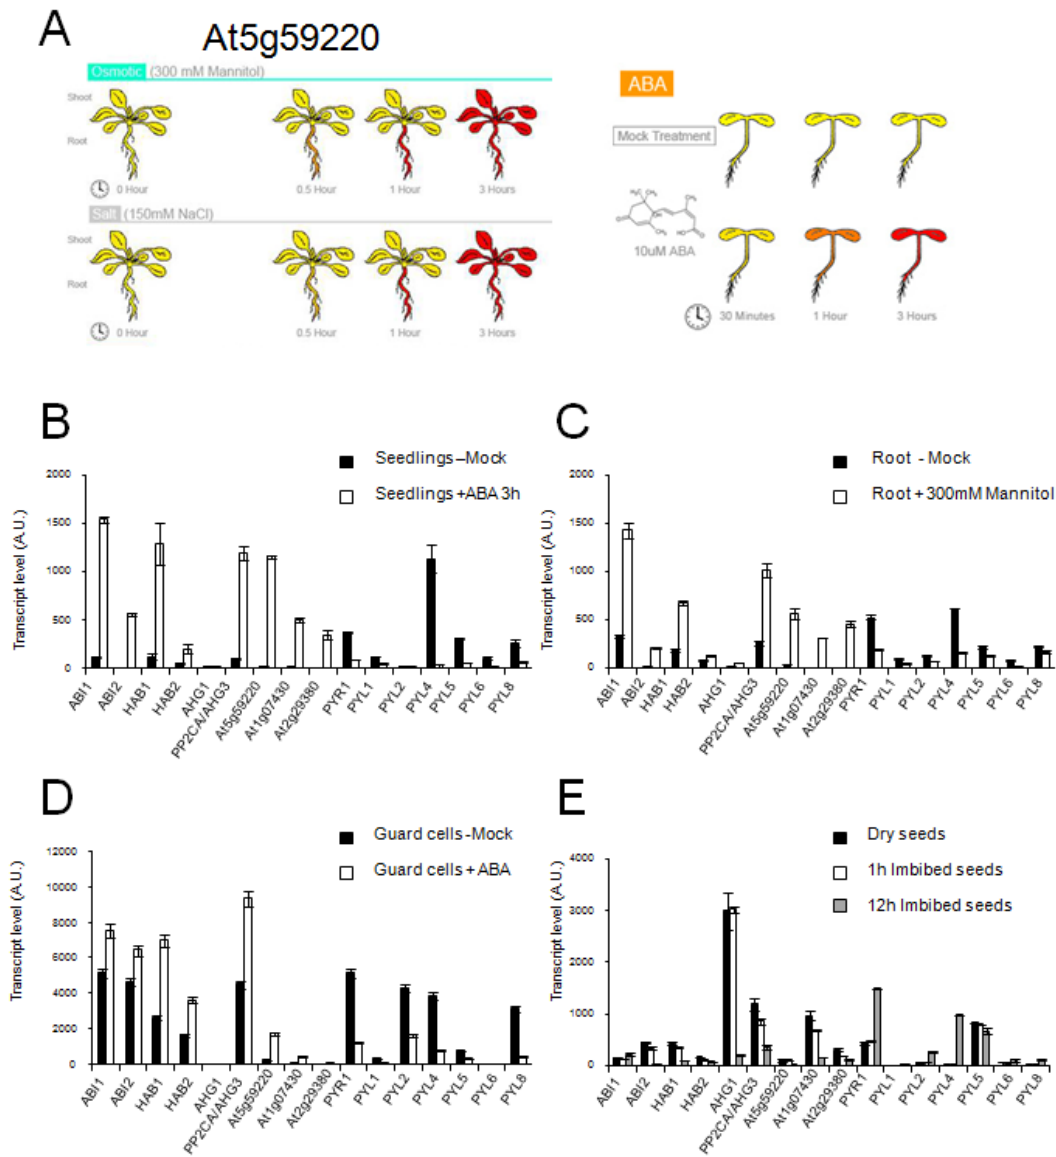 A
At5g59220
Osmotic (300 mM Mannitol)
Shoot
Root
0 Hour
0.5 Hour
1 Hour
3 Hours
Salt (150mM NaCl)
Shoot
Root
0 Hour
0.5 Hour
1 Hour
3 Hours
ABA
Mock Treatment
10uM ABA
30 Minutes
1 Hour
3 Hours
B
Seedlings–Mock
Seedlings+ABA 3h
Transcript level (A.U.)
2000
1500
1000
500
0
ABI1
ABI2
HAB1
HAB2
AHG1
PP2CA/AHG3
At5g59220
At1g07430
At2g29380
PYR1
PYL1
PYL2
PYL4
PYL5
PYL6
PYL8
C
Root - Mock
Root + 300mM Mannitol
Transcript level (A.U.)
2000
1500
1000
500
0
ABI1
ABI2
HAB1
HAB2
AHG1
PP2CA/AHG3
At5g59220
At1g07430
At2g29380
PYR1
PYL1
PYL2
PYL4
PYL5
PYL6
PYL8
D
Guard cells -Mock
Guard cells + ABA
Transcript level (A.U.)
12000
10000
8000
6000
4000
2000
0
ABI1
ABI2
HAB1
HAB2
AHG1
PP2CA/AHG3
At5g59220
At1g07430
At2g29380
PYR1
PYL1
PYL2
PYL4
PYL5
PYL6
PYL8
E
Dry seeds
1h Imbibed seeds
12h Imbibed seeds
Transcript level (A.U.)
4000
3000
2000
1000
0
ABI1
ABI2
HAB1
HAB2
AHG1
PP2CA/AHG3
At5g59220
At1g07430
At2g29380
PYR1
PYL1
PYL2
PYL4
PYL5
PYL6
PYL8